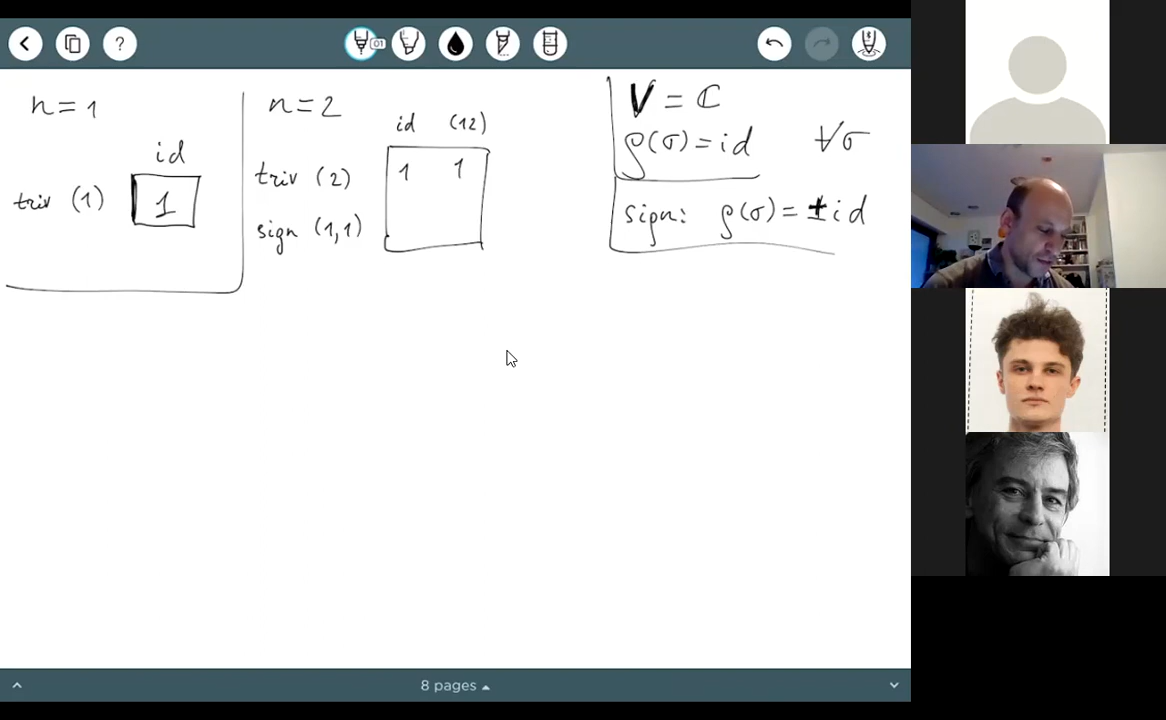 ?
01
n=1
id
triv (1) 1
n=2
id (12)
triv (2) 1 1
sign (1,1)
V = ℂ
ρ(σ)=id ∀σ
sign: ρ(σ)=±id
8 pages